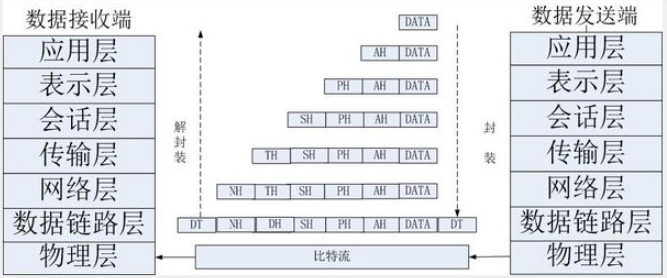 数据接收端
应用层
表示层
会话层
传输层
网络层
数据链路层
物理层
解封装
DATA
AH DATA
PH AH DATA
SH PH AH DATA
TH SH PH AH DATA
NH TH SH PH AH DATA
DT NH DH SH PH AH DATA DT
比特流
封装
数据发送端
应用层
表示层
会话层
传输层
网络层
数据链路层
物理层